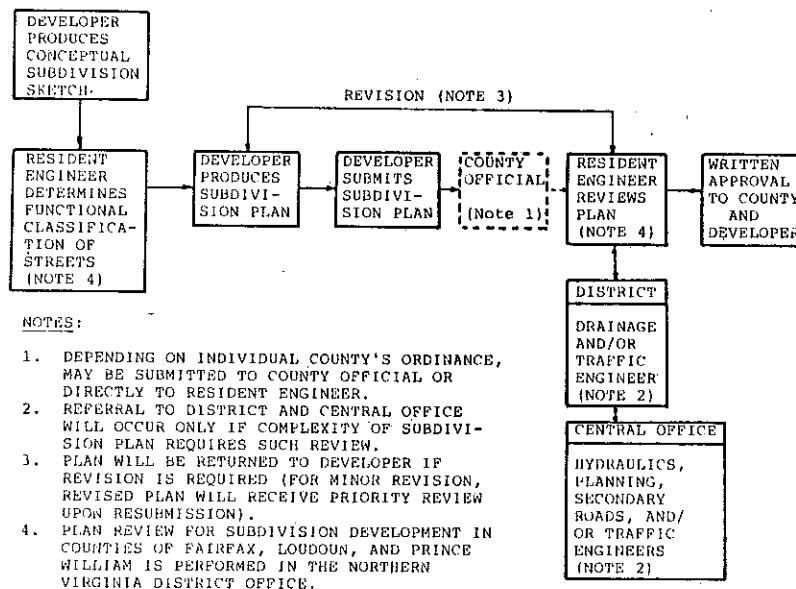 DEVELOPER
PRODUCES
CONCEPTUAL
SUBDIVISION
SKETCH.
REVISION (NOTE 3)
RESIDENT
ENGINEER
DETERMINES
FUNCTIONAL
CLASSIFICA-
TION OF
STREETS
(NOTE 4)
DEVELOPER
PRODUCES
SUBDIVI-
SION PLAN
DEVELOPER
SUBMITS
SUBDIVI-
SION PLAN
COUNTY
OFFICIAL
(Note 1)
RESIDENT
ENGINEER
REVIEWS
PLAN
(NOTE 4)
WRITTEN
APPROVAL
TO COUNTY
AND
DEVELOPER
DISTRICT
DRAINAGE
AND/OR
TRAFFIC
ENGINEER
(NOTE 2)
CENTRAL OFFICE
HYDRAULICS,
PLANNING,
SECONDARY
ROADS, AND/
OR TRAFFIC
ENGINEERS
(NOTE 2)
NOTES:
1. DEPENDING ON INDIVIDUAL COUNTY'S ORDINANCE,
MAY BE SUBMITTED TO COUNTY OFFICIAL OR
DIRECTLY TO RESIDENT ENGINEER.
2. REFERRAL TO DISTRICT AND CENTRAL OFFICE
WILL OCCUR ONLY IF COMPLEXITY OF SUBDIVI-
SION PLAN REQUIRES SUCH REVIEW.
3. PLAN WILL BE RETURNED TO DEVELOPER IF
REVISION IS REQUIRED (FOR MINOR REVISION,
REVISED PLAN WILL RECEIVE PRIORITY REVIEW
UPON RESUBMISSION).
4. PLAN REVIEW FOR SUBDIVISION DEVELOPMENT IN
COUNTIES OF FAIRFAX, LOUDOUN, AND PRINCE
WILLIAM IS PERFORMED IN THE NORTHERN
VIRGINIA DISTRICT OFFICE.